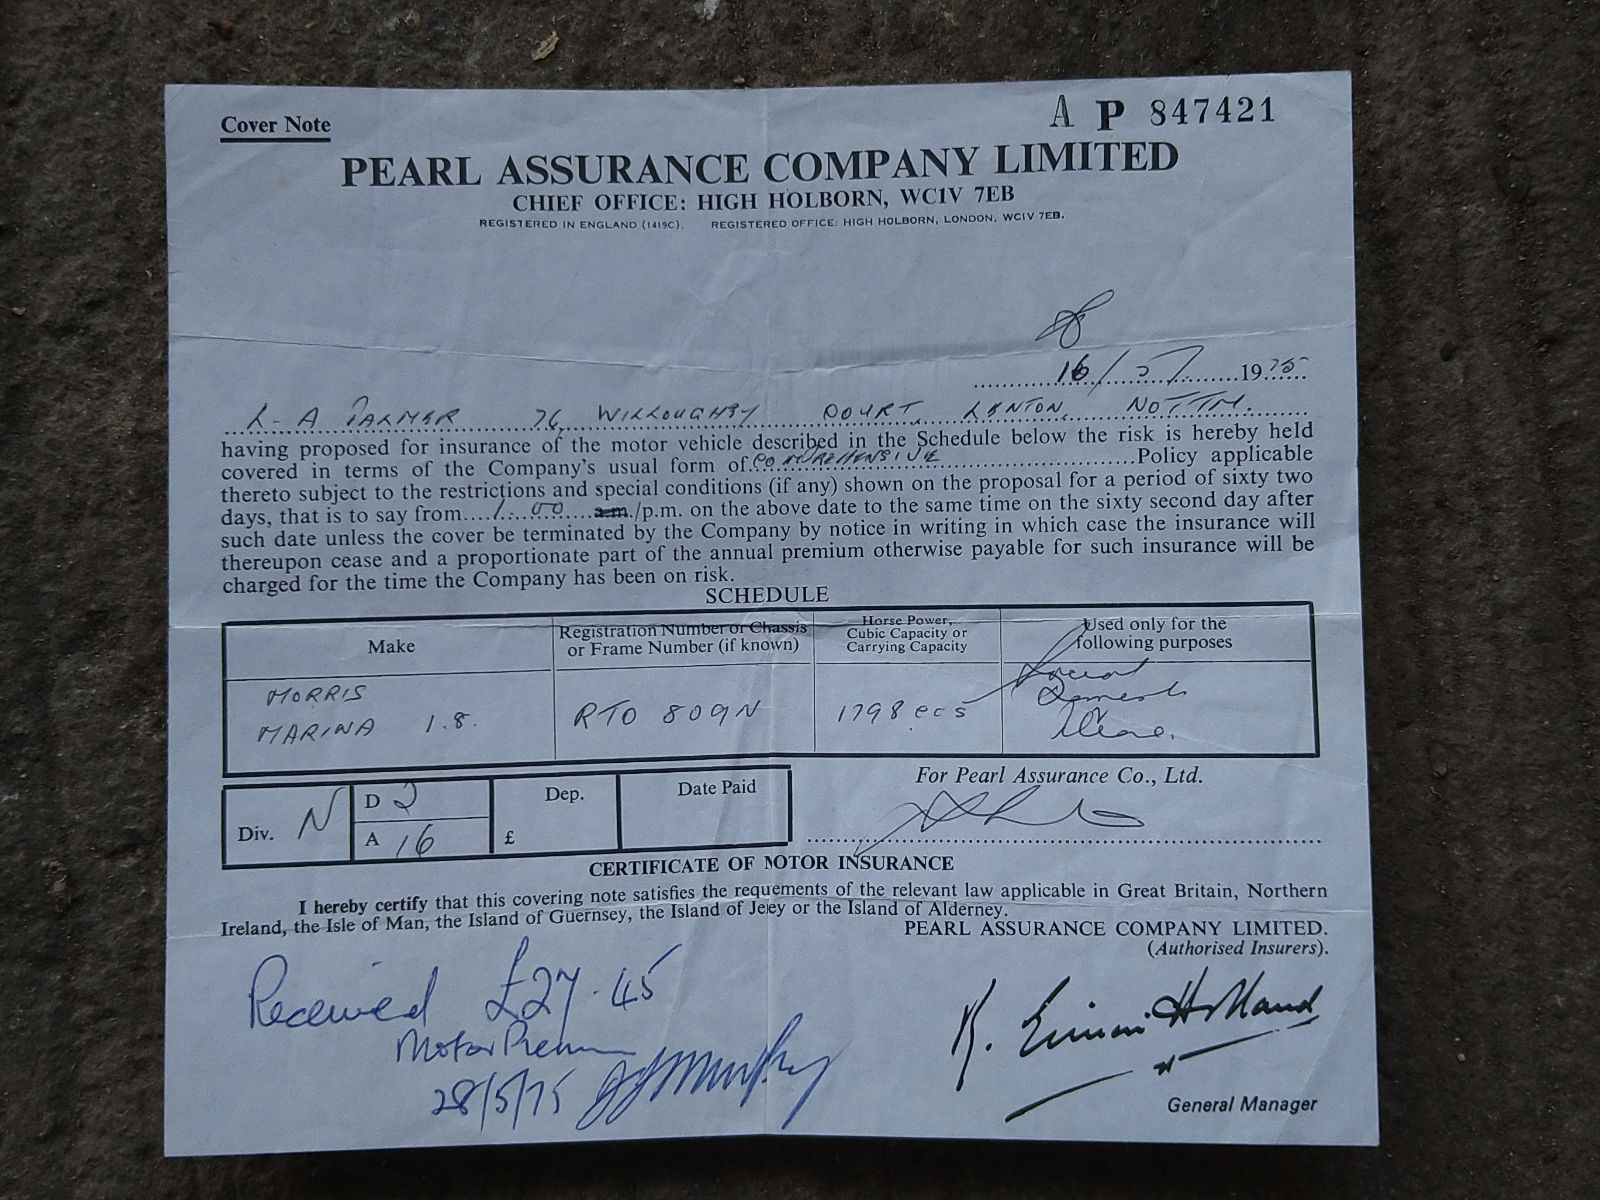 Cover Note
A P 847421
PEARL ASSURANCE COMPANY LIMITED
CHIEF OFFICE: HIGH HOLBORN, WC1V 7EB
REGISTERED IN ENGLAND (1419C). REGISTERED OFFICE: HIGH HOLBORN, LONDON, WC1V 7EB.
16/5/1975
L-A PALMER 76, WILLOUGHBY COURT, LENTON, NOTTM.
having proposed for insurance of the motor vehicle described in the Schedule below the risk is hereby held
covered in terms of the Company's usual form of COMPREHENSIVE Policy applicable
thereto subject to the restrictions and special conditions (if any) shown on the proposal for a period of sixty two
days, that is to say from 1.00 a.m./p.m. on the above date to the same time on the sixty second day after
such date unless the cover be terminated by the Company by notice in writing in which case the insurance will
thereupon cease and a proportionate part of the annual premium otherwise payable for such insurance will be
charged for the time the Company has been on risk.
SCHEDULE
Make
Registration Number or Chassis or Frame Number (if known)
Horse Power, Cubic Capacity or Carrying Capacity
Used only for the following purposes
MORRIS
MARINA 1.8.
RTO 809N
1798 ccs
Social
Domestic
For Pearl Assurance Co., Ltd.
Div. N
D 2
A 16
Dep.
£
Date Paid
CERTIFICATE OF MOTOR INSURANCE
I hereby certify that this covering note satisfies the requements of the relevant law applicable in Great Britain, Northern
Ireland, the Isle of Man, the Island of Guernsey, the Island of Jeey or the Island of Alderney.
PEARL ASSURANCE COMPANY LIMITED.
(Authorised Insurers).
Received £27.45
Motor Premium
28/5/75
General Manager